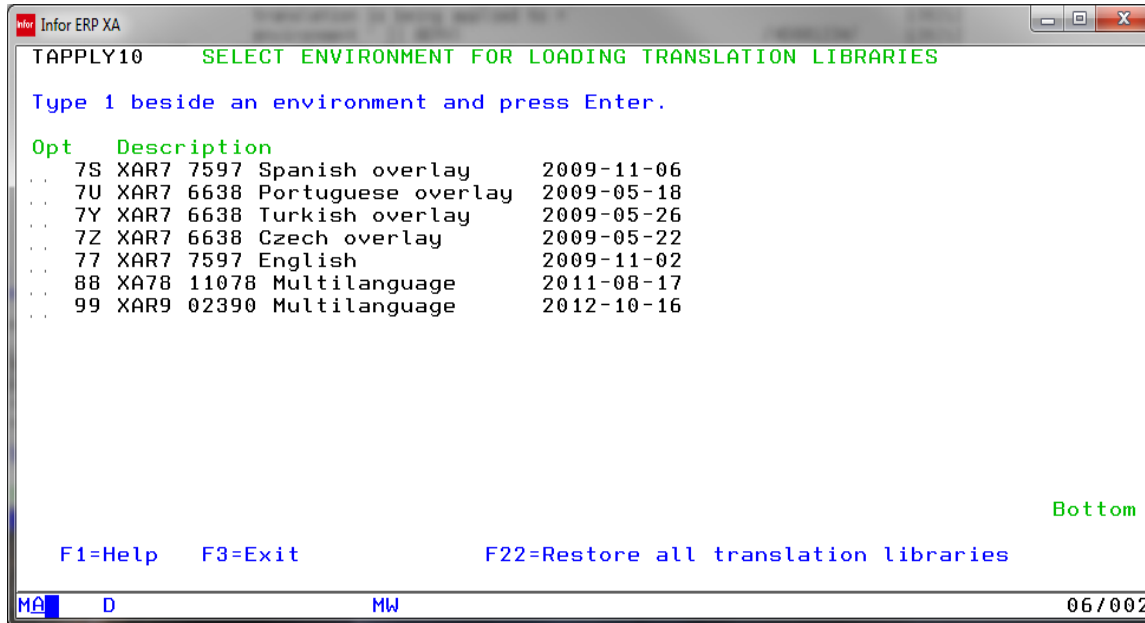 infor Infor ERP XA
TAPPLY10 SELECT ENVIRONMENT FOR LOADING TRANSLATION LIBRARIES
Type 1 beside an environment and press Enter.
Opt Description
7S XAR7 7597 Spanish overlay 2009-11-06
7U XAR7 6638 Portuguese overlay 2009-05-18
7Y XAR7 6638 Turkish overlay 2009-05-26
7Z XAR7 6638 Czech overlay 2009-05-22
77 XAR7 7597 English 2009-11-02
88 XA78 11078 Multilanguage 2011-08-17
99 XAR9 02390 Multilanguage 2012-10-16
Bottom
F1=Help F3=Exit F22=Restore all translation libraries
MA D MW 06/002